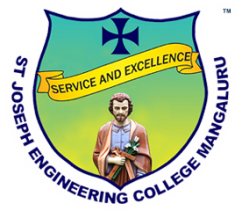 SERVICE AND EXCELLENCE
ST JOSEPH ENGINEERING COLLEGE MANGALURU
TM